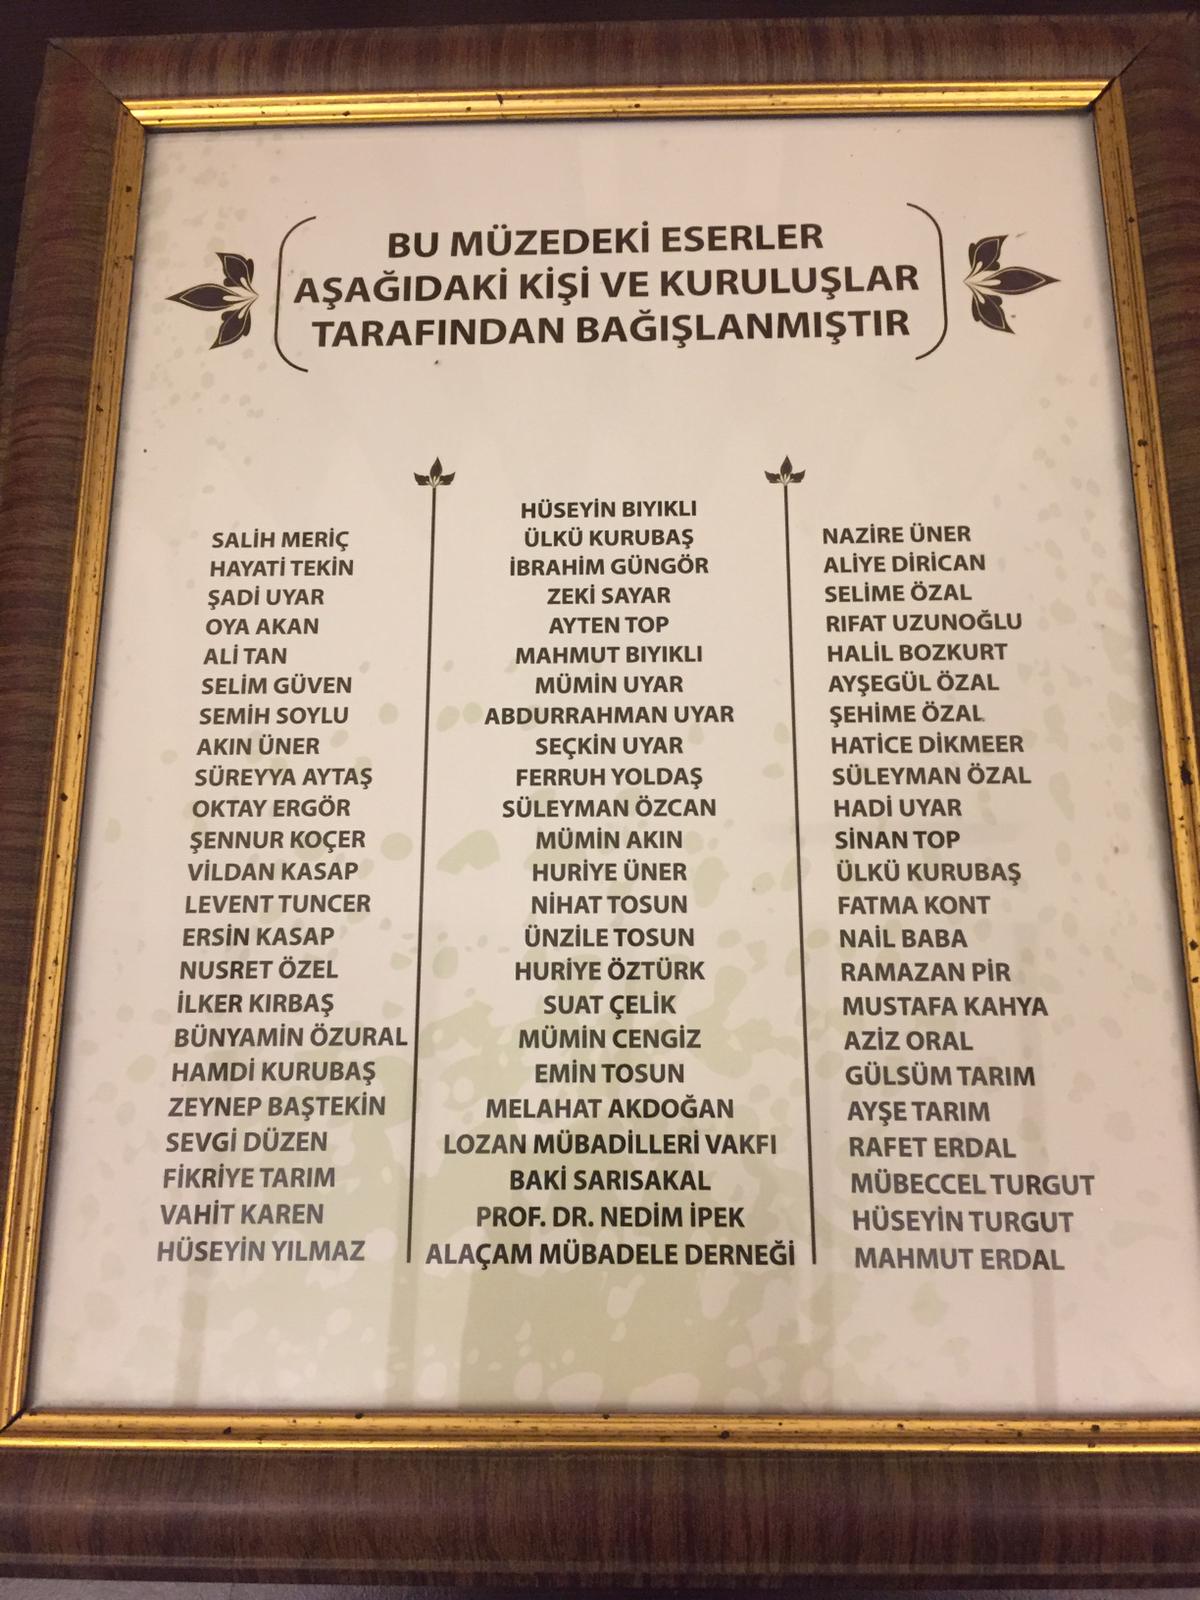 BU MÜZEDEKİ ESERLER
AŞAĞIDAKİ KİŞİ VE KURULUŞLAR
TARAFINDAN BAĞIŞLANMIŞTIR
SALİH MERİÇ
HAYATİ TEKİN
ŞADİ UYAR
OYA AKAN
ALİ TAN
SELİM GÜVEN
SEMİH SOYLU
AKIN ÜNER
SÜREYYA AYTAŞ
OKTAY ERGÖR
ŞENNUR KOÇER
VİLDAN KASAP
LEVENT TUNCER
ERSİN KASAP
NUSRET ÖZEL
İLKER KIRBAŞ
BÜNYAMİN ÖZURAL
HAMDİ KURUBAŞ
ZEYNEP BAŞTEKİN
SEVGİ DÜZEN
FİKRİYE TARIM
VAHİT KAREN
HÜSEYİN YILMAZ
HÜSEYİN BIYIKLI
ÜLKÜ KURUBAŞ
İBRAHİM GÜNGÖR
ZEKİ SAYAR
AYTEN TOP
MAHMUT BIYIKLI
MÜMİN UYAR
ABDURRAHMAN UYAR
SEÇKİN UYAR
FERRUH YOLDAŞ
SÜLEYMAN ÖZCAN
MÜMİN AKIN
HURİYE ÜNER
NİHAT TOSUN
ÜNZİLE TOSUN
HURİYE ÖZTÜRK
SUAT ÇELİK
MÜMİN CENGİZ
EMİN TOSUN
MELAHAT AKDOĞAN
LOZAN MÜBADİLLERİ VAKFI
BAKİ SARISAKAL
PROF. DR. NEDİM İPEK
ALAÇAM MÜBADELE DERNEĞİ
NAZİRE ÜNER
ALİYE DİRİCAN
SELİME ÖZAL
RIFAT UZUNOĞLU
HALİL BOZKURT
AYŞEGÜL ÖZAL
ŞEHİME ÖZAL
HATİCE DİKMEER
SÜLEYMAN ÖZAL
HADİ UYAR
SİNAN TOP
ÜLKÜ KURUBAŞ
FATMA KONT
NAİL BABA
RAMAZAN PİR
MUSTAFA KAHYA
AZİZ ORAL
GÜLSÜM TARIM
AYŞE TARIM
RAFET ERDAL
MÜBECCEL TURGUT
HÜSEYİN TURGUT
MAHMUT ERDAL